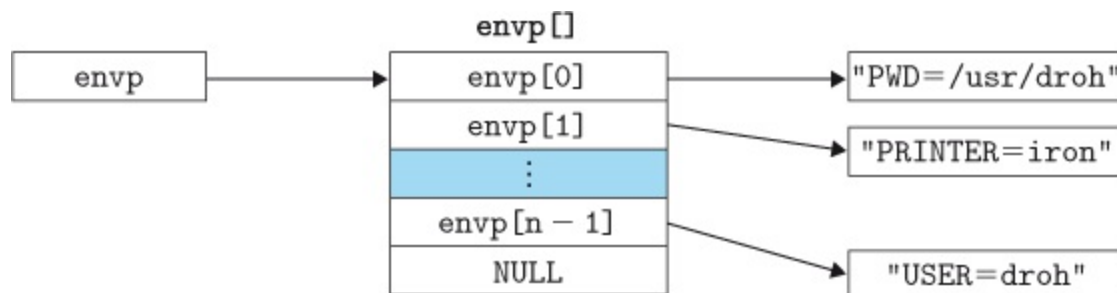 envp[]
envp
envp[0]
"PWD=/usr/droh"
envp[1]
"PRINTER=iron"
⋮
envp[n − 1]
NULL
"USER=droh"